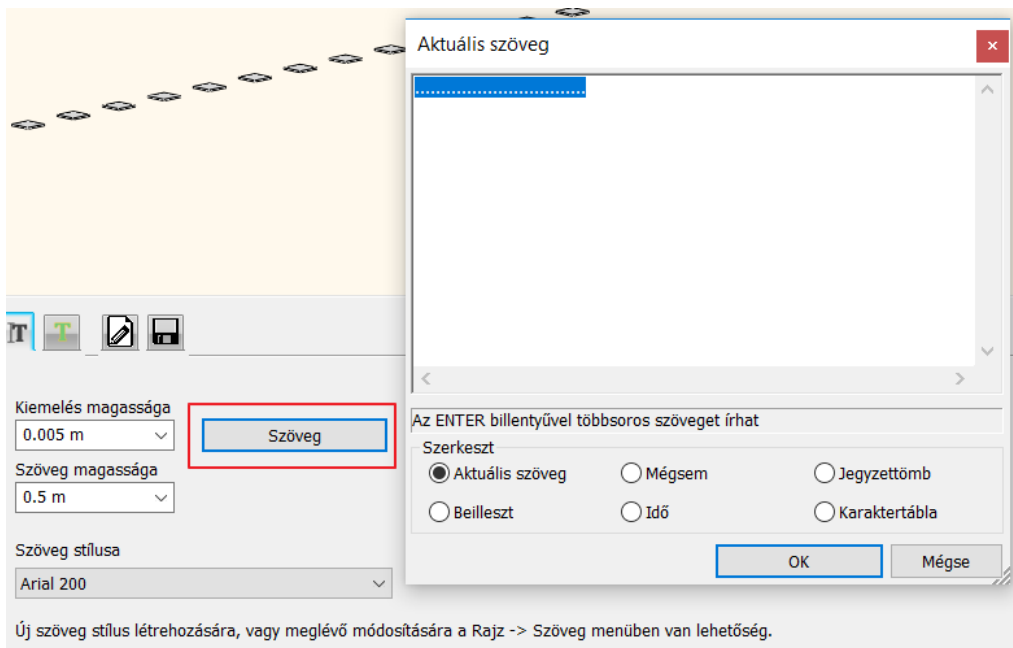 Aktuális szöveg
.................................
Az ENTER billentyűvel többsoros szöveget írhat
Szerkeszt
Aktuális szöveg
Mégsem
Jegyzettömb
Beilleszt
Idő
Karaktertábla
OK
Mégse
T
T
Kiemelés magassága
0.005 m
Szöveg
Szöveg magassága
0.5 m
Szöveg stílusa
Arial 200
Új szöveg stílus létrehozására, vagy meglévő módosítására a Rajz -> Szöveg menüben van lehetőség.